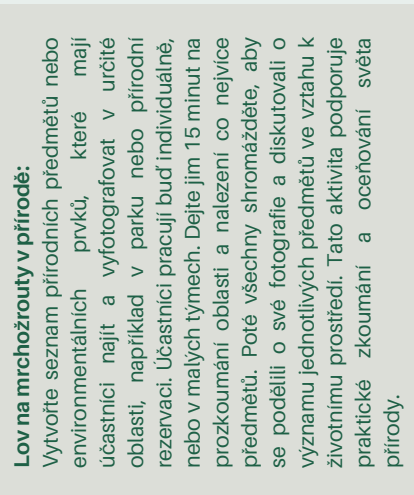 Lov na mrchožrouty v přírodě:
Vytvořte seznam přírodních předmětů nebo
environmentálních prvků, které mají
účastníci najít a vyfotografovat v určité
oblasti, například v parku nebo přírodní
rezervaci. Účastníci pracují buď individuálně,
nebo v malých týmech. Dejte jim 15 minut na
prozkoumání oblasti a nalezení co nejvíce
předmětů. Poté všechny shromážděte, aby
se podělili o své fotografie a diskutovali o
významu jednotlivých předmětů ve vztahu k
životnímu prostředí. Tato aktivita podporuje
praktické zkoumání a oceňování světa
přírody.